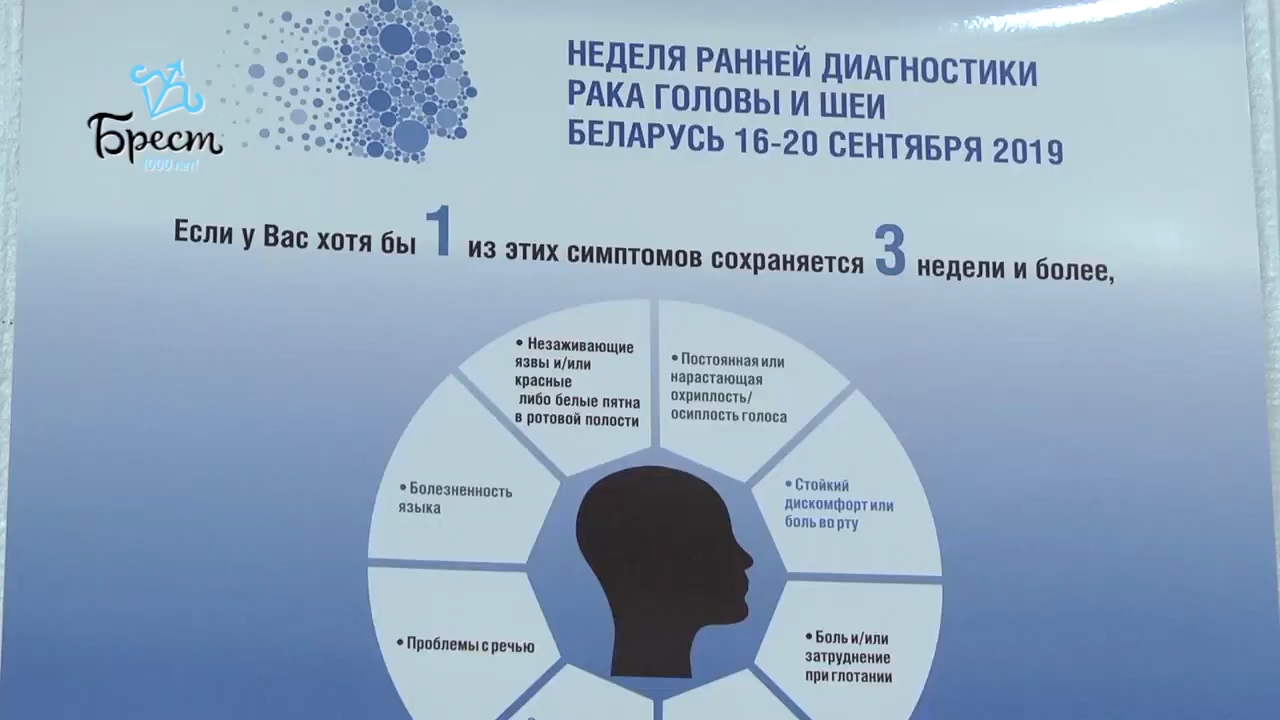 Брест
1000 лет!
НЕДЕЛЯ РАННЕЙ ДИАГНОСТИКИ
РАКА ГОЛОВЫ И ШЕИ
БЕЛАРУСЬ 16-20 СЕНТЯБРЯ 2019
Если у Вас хотя бы 1 из этих симптомов сохраняется 3 недели и более,
• Незаживающие
язвы и/или
красные
либо белые пятна
в ротовой полости
• Постоянная или
нарастающая
охриплость/
осиплость голоса
• Болезненность
языка
• Стойкий
дискомфорт или
боль во рту
• Проблемы с речью
• Боль и/или
затруднение
при глотании